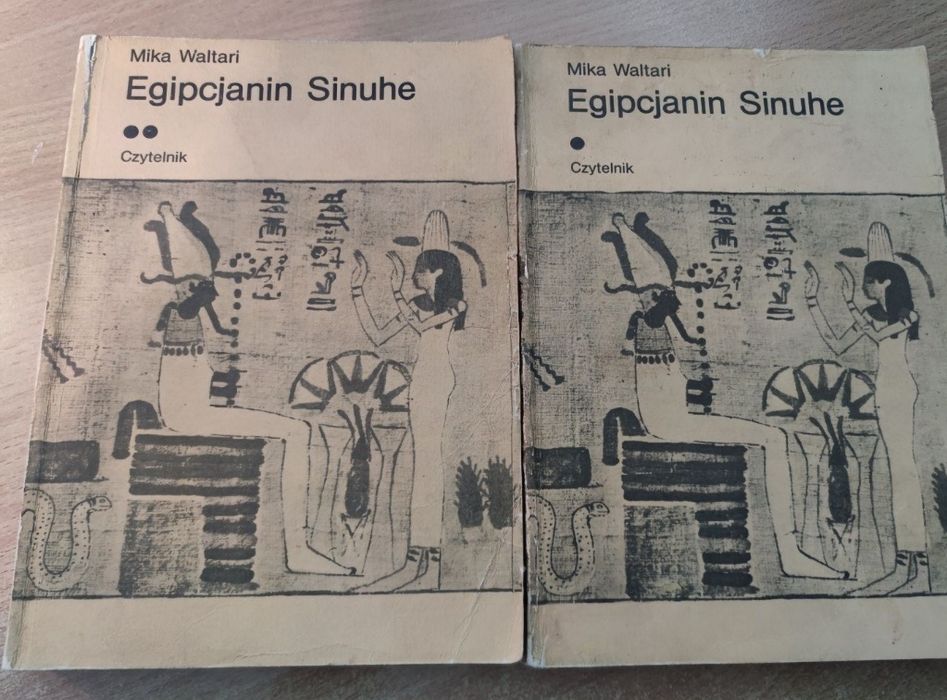 Mika Waltari
Egipcjanin Sinuhe
●●
Czytelnik
Mika Waltari
Egipcjanin Sinuhe
●
Czytelnik